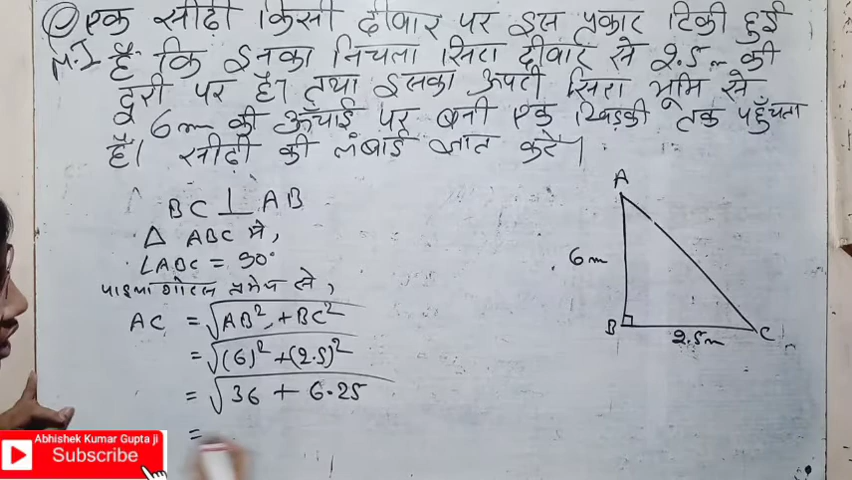 Q एक सीढ़ी किसी दीवार पर इस प्रकार टिकी हुई
M.I है कि इनका निचला सिरा दीवार से 2.5m की
दूरी पर है। तथा इसका ऊपरी सिरा भूमि से
6m की ऊँचाई पर बनी एक खिड़की तक पहुँचता
है। सीढ़ी की लंबाई ज्ञात करें।
BC ⊥ AB
△ ABC में,
∠ABC = 90°
पाइथागोरस प्रमेय से,
AC = √AB² + BC²
= √(6)² + (2.5)²
= √36 + 6.25
=
A
6m
B
2.5m
C
Abhishek Kumar Gupta ji
Subscribe